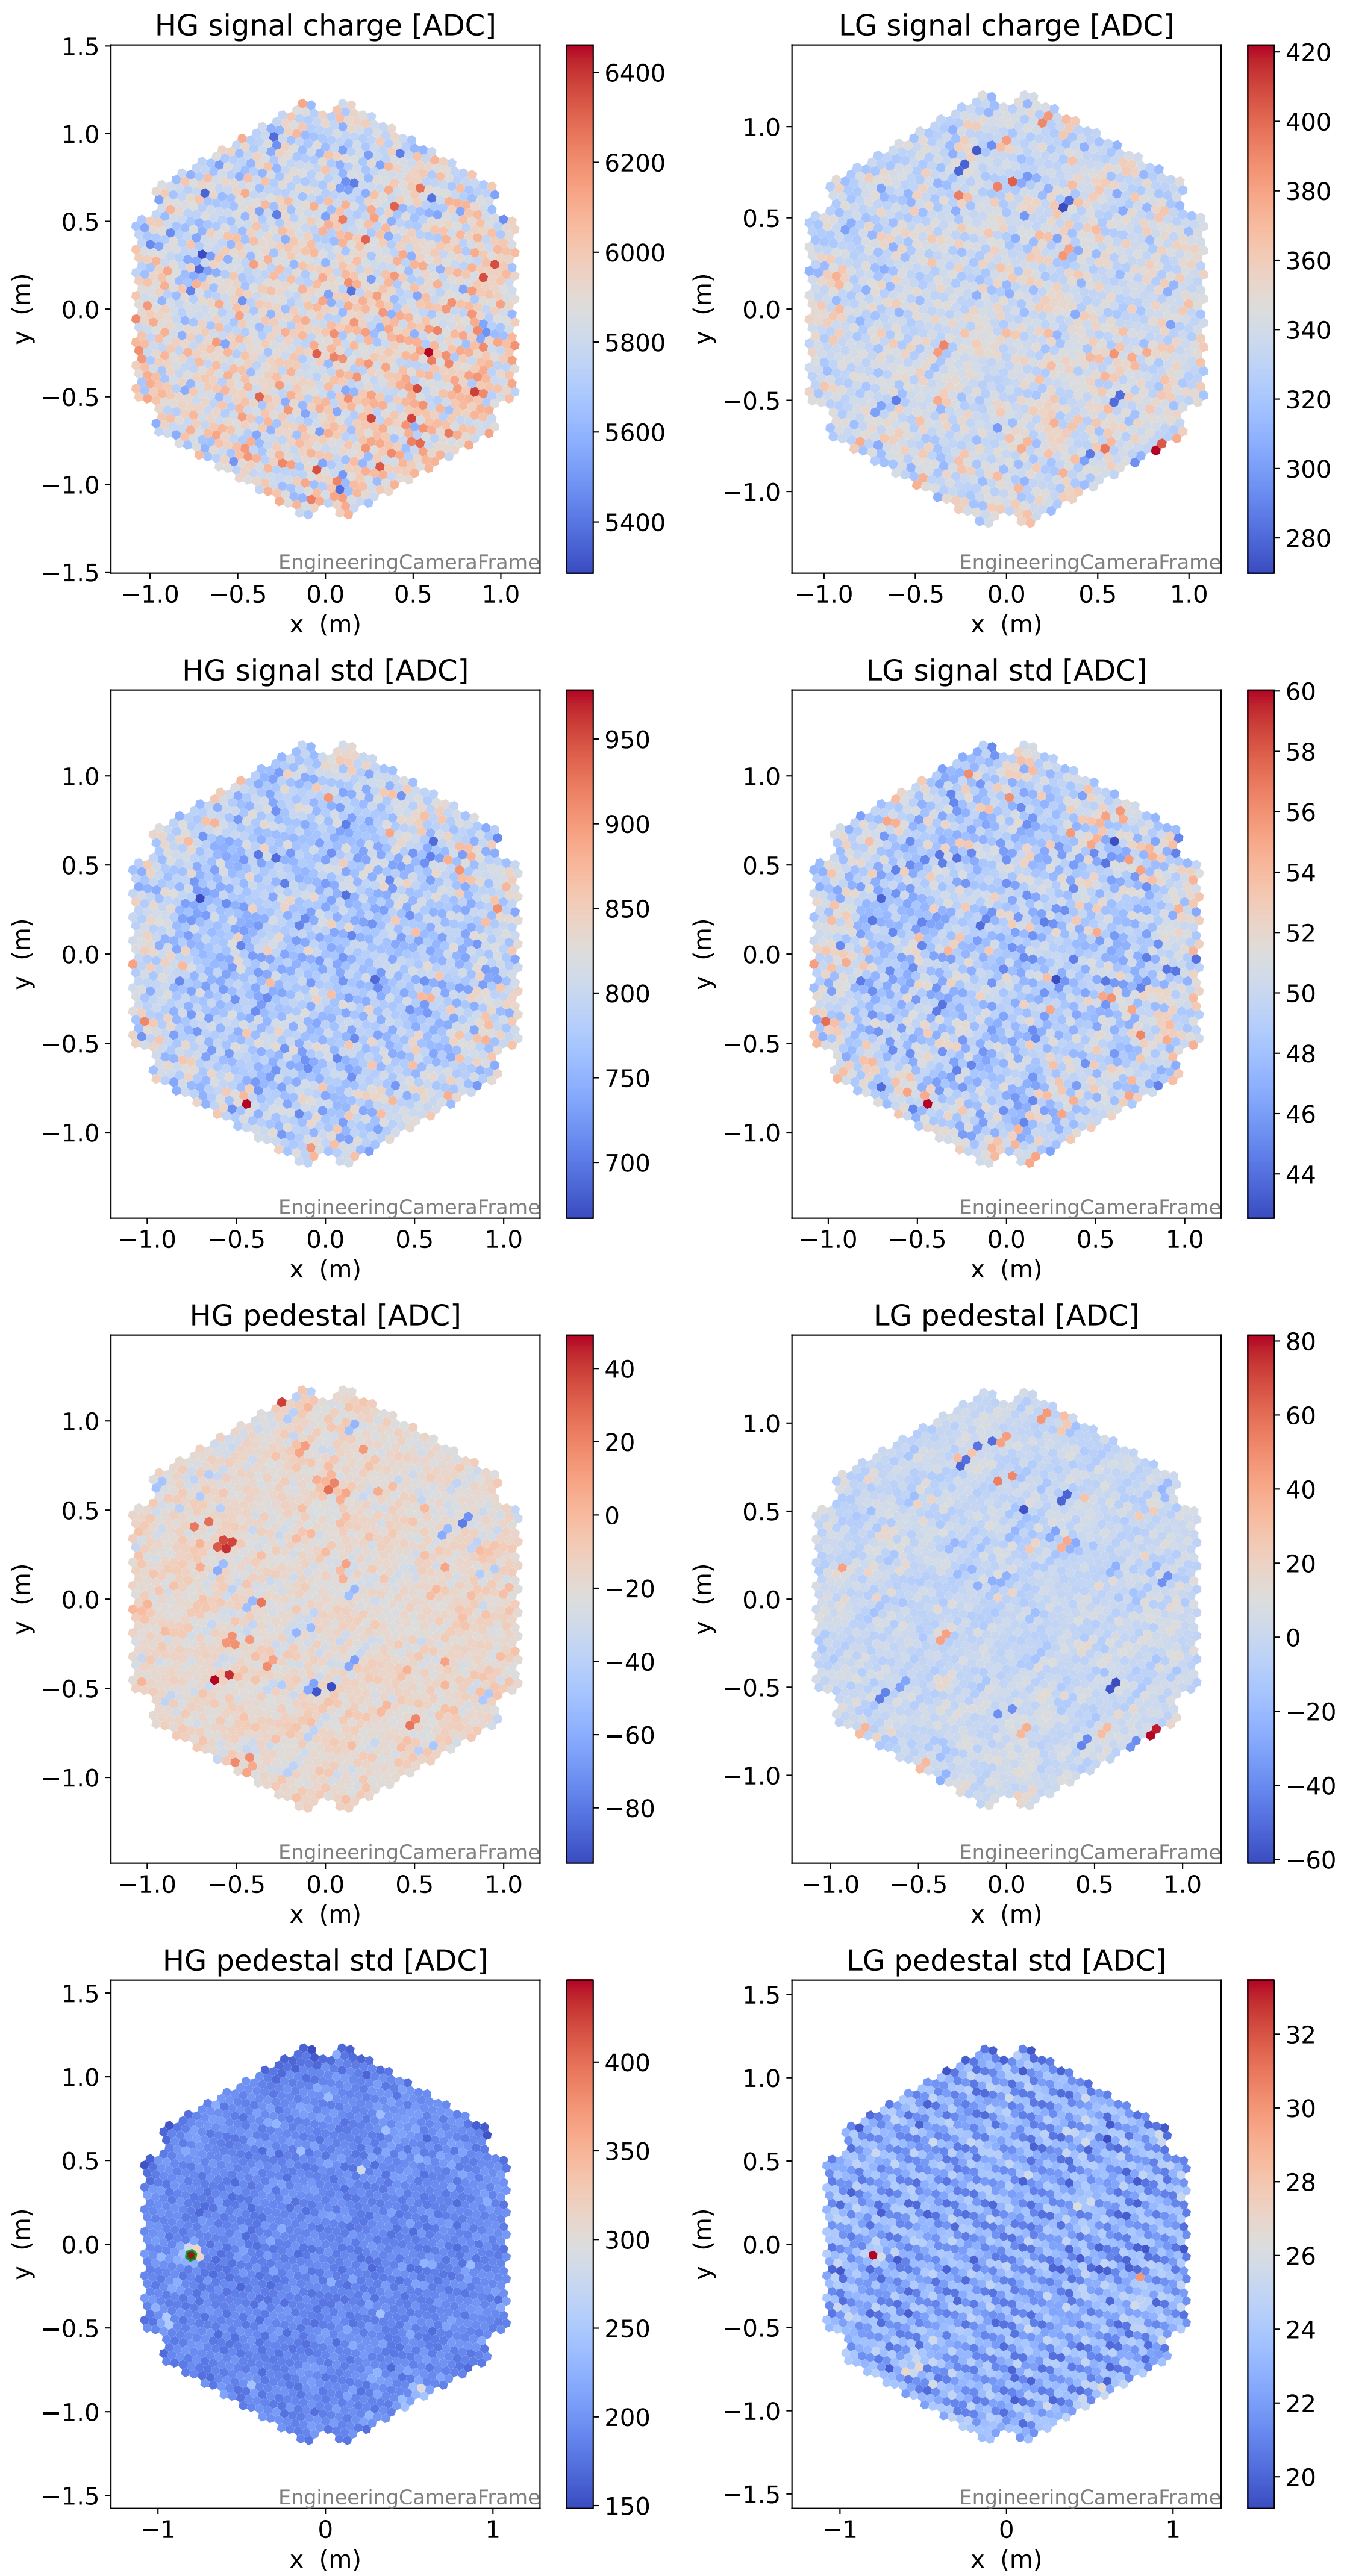 HG signal charge [ADC]
1.5
1.0
0.5
0.0
−0.5
−1.0
−1.5
y (m)
−1.0 −0.5 0.0 0.5 1.0
x (m)
EngineeringCameraFrame
6400
6200
6000
5800
5600
5400
LG signal charge [ADC]
1.0
0.5
0.0
−0.5
−1.0
y (m)
−1.0 −0.5 0.0 0.5 1.0
x (m)
EngineeringCameraFrame
420
400
380
360
340
320
300
280
HG signal std [ADC]
1.0
0.5
0.0
−0.5
−1.0
y (m)
−1.0 −0.5 0.0 0.5 1.0
x (m)
EngineeringCameraFrame
950
900
850
800
750
700
LG signal std [ADC]
1.0
0.5
0.0
−0.5
−1.0
y (m)
−1.0 −0.5 0.0 0.5 1.0
x (m)
EngineeringCameraFrame
60
58
56
54
52
50
48
46
44
HG pedestal [ADC]
1.0
0.5
0.0
−0.5
−1.0
y (m)
−1.0 −0.5 0.0 0.5 1.0
x (m)
EngineeringCameraFrame
40
20
0
−20
−40
−60
−80
LG pedestal [ADC]
1.0
0.5
0.0
−0.5
−1.0
y (m)
−1.0 −0.5 0.0 0.5 1.0
x (m)
EngineeringCameraFrame
80
60
40
20
0
−20
−40
−60
HG pedestal std [ADC]
1.5
1.0
0.5
0.0
−0.5
−1.0
−1.5
y (m)
−1 0 1
x (m)
EngineeringCameraFrame
400
350
300
250
200
150
LG pedestal std [ADC]
1.5
1.0
0.5
0.0
−0.5
−1.0
−1.5
y (m)
−1 0 1
x (m)
EngineeringCameraFrame
32
30
28
26
24
22
20